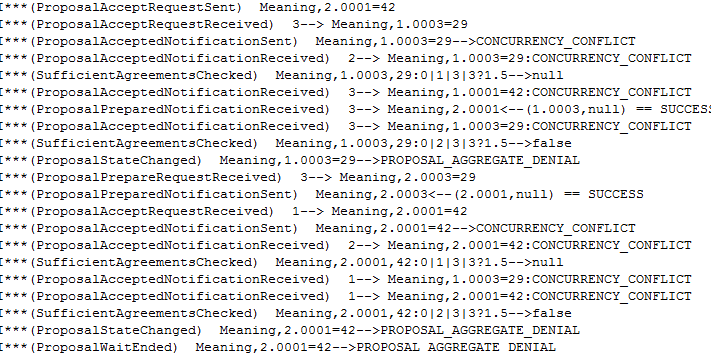 I***(ProposalAcceptRequestSent) Meaning,2.0001=42
I***(ProposalAcceptRequestReceived) 3--> Meaning,1.0003=29
I***(ProposalAcceptedNotificationSent) Meaning,1.0003=29-->CONCURRENCY_CONFLICT
I***(ProposalAcceptedNotificationReceived) 2--> Meaning,1.0003=29:CONCURRENCY_CONFLICT
I***(SufficientAgreementsChecked) Meaning,1.0003,29:0|1|3|3?1.5-->null
I***(ProposalAcceptedNotificationReceived) 3--> Meaning,1.0001=42:CONCURRENCY_CONFLICT
I***(ProposalPreparedNotificationReceived) 3--> Meaning,2.0001<--(1.0003,null) == SUCCESS
I***(ProposalAcceptedNotificationReceived) 3--> Meaning,1.0003=29:CONCURRENCY_CONFLICT
I***(SufficientAgreementsChecked) Meaning,1.0003,29:0|2|3|3?1.5-->false
I***(ProposalStateChanged) Meaning,1.0003=29-->PROPOSAL_AGGREGATE_DENIAL
I***(ProposalPrepareRequestReceived) 3--> Meaning,2.0003=29
I***(ProposalPreparedNotificationSent) Meaning,2.0003<--(2.0001,null) == SUCCESS
I***(ProposalAcceptRequestReceived) 1--> Meaning,2.0001=42
I***(ProposalAcceptedNotificationSent) Meaning,2.0001=42-->CONCURRENCY_CONFLICT
I***(ProposalAcceptedNotificationReceived) 2--> Meaning,2.0001=42:CONCURRENCY_CONFLICT
I***(SufficientAgreementsChecked) Meaning,2.0001,42:0|1|3|3?1.5-->null
I***(ProposalAcceptedNotificationReceived) 1--> Meaning,1.0003=29:CONCURRENCY_CONFLICT
I***(ProposalAcceptedNotificationReceived) 1--> Meaning,2.0001=42:CONCURRENCY_CONFLICT
I***(SufficientAgreementsChecked) Meaning,2.0001,42:0|2|3|3?1.5-->false
I***(ProposalStateChanged) Meaning,2.0001=42-->PROPOSAL_AGGREGATE_DENIAL
I***(ProposalWaitEnded) Meaning,2.0001=42-->PROPOSAL_AGGREGATE_DENIAL